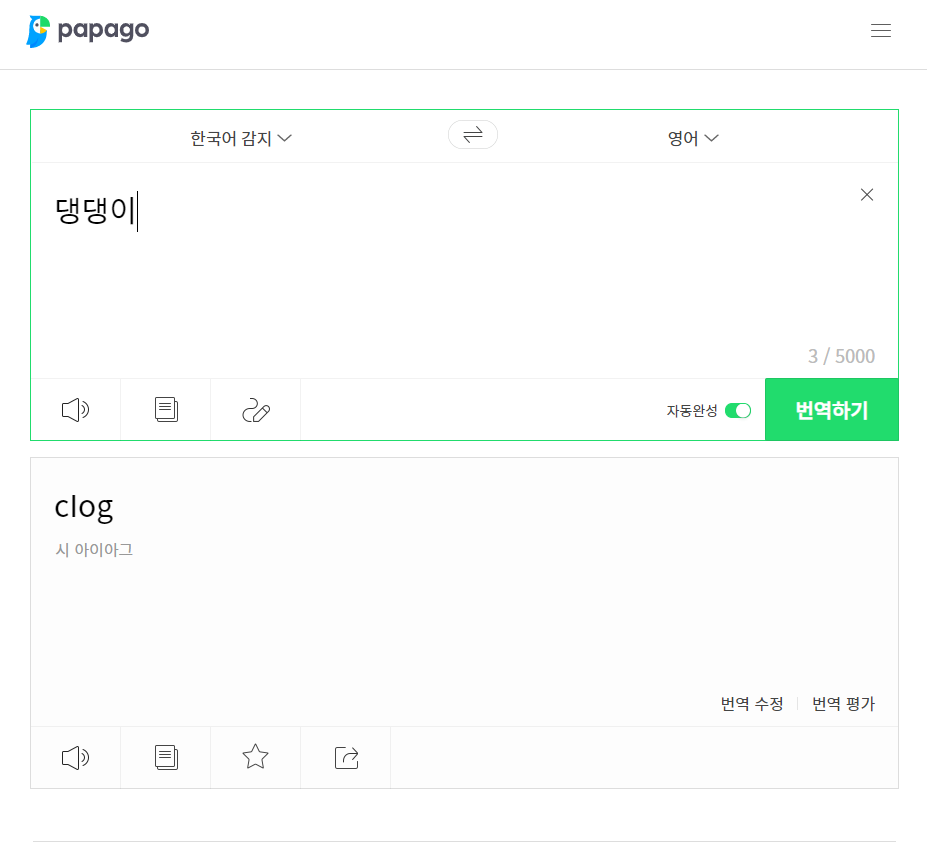 papago
한국어 감지
영어
댕댕이
3 / 5000
자동완성
번역하기
clog
시 아이아그
번역 수정
번역 평가